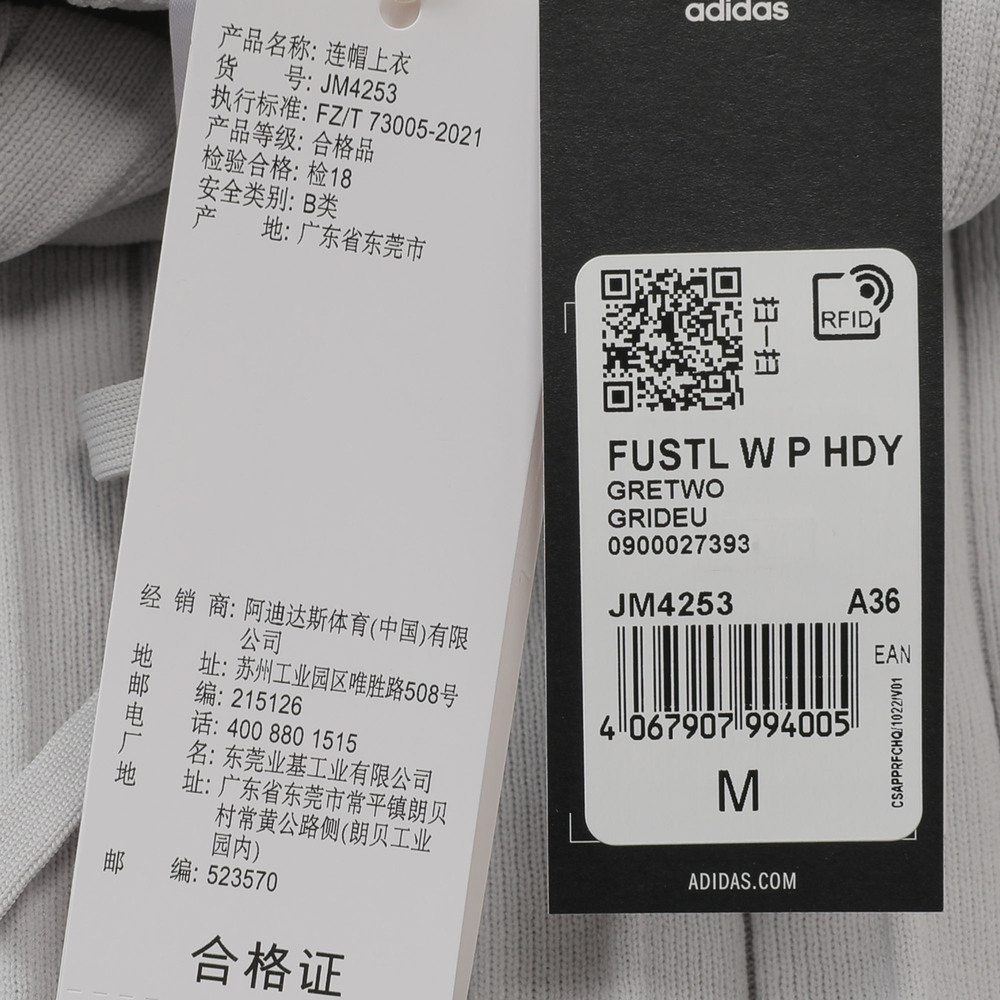 产品名称: 连帽上衣
货 号: JM4253
执行标准: FZ/T 73005-2021
产品等级: 合格品
检验合格: 检18
安全类别: B类
产 地: 广东省东莞市
经 销 商: 阿迪达斯体育(中国)有限
公司
地 址: 苏州工业园区唯胜路508号
邮 编: 215126
电 话: 400 880 1515
厂 名: 东莞业基工业有限公司
地 址: 广东省东莞市常平镇朗贝
村常黄公路侧(朗贝工业
园内)
邮 编: 523570
合格证
adidas
扫一扫
RFID
FUSTL W P HDY
GRETWO
GRIDEU
0900027393
JM4253 A36
EAN
4 067907 994005
CSAPPRFCHQ/1022/V01
M
ADIDAS.COM